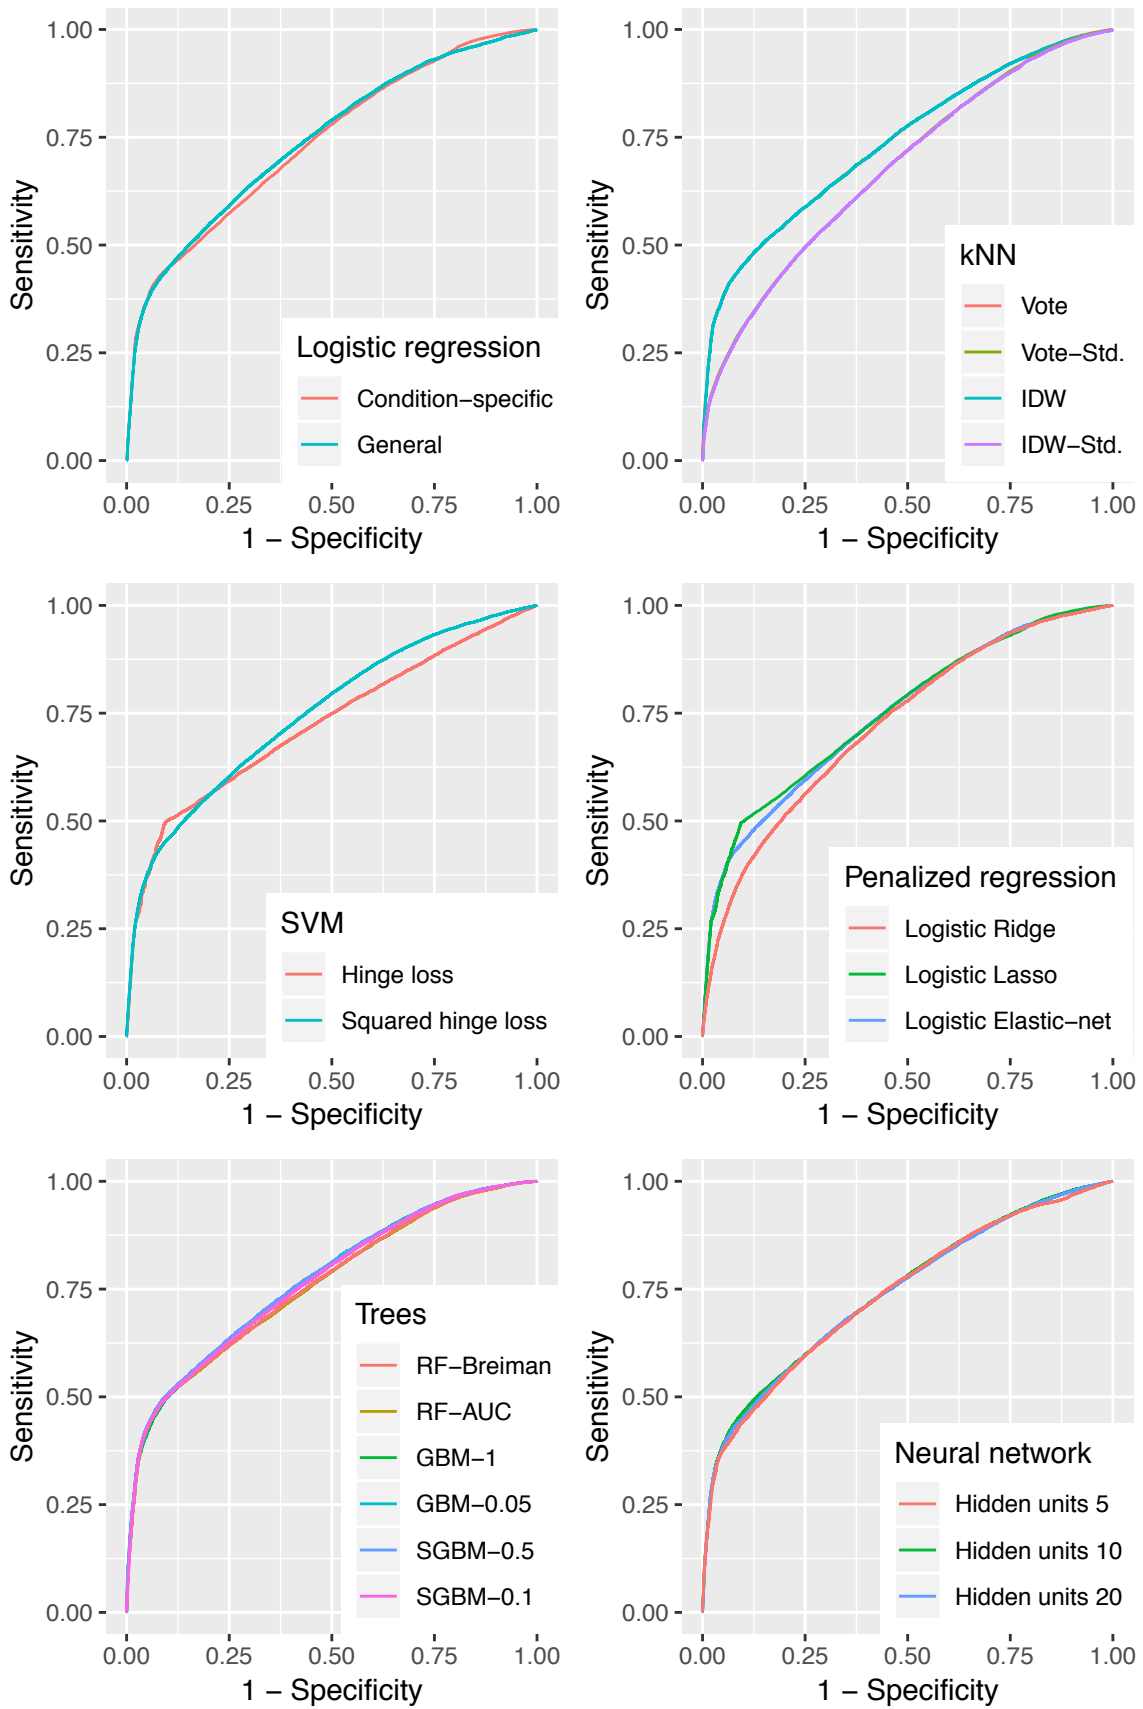 1.00
0.75
0.50
0.25
0.00
Sensitivity
Logistic regression
Condition−specific
General
0.00 0.25 0.50 0.75 1.00
1 − Specificity
1.00
0.75
0.50
0.25
0.00
Sensitivity
kNN
Vote
Vote−Std.
IDW
IDW−Std.
0.00 0.25 0.50 0.75 1.00
1 − Specificity
1.00
0.75
0.50
0.25
0.00
Sensitivity
SVM
Hinge loss
Squared hinge loss
0.00 0.25 0.50 0.75 1.00
1 − Specificity
1.00
0.75
0.50
0.25
0.00
Sensitivity
Penalized regression
Logistic Ridge
Logistic Lasso
Logistic Elastic−net
0.00 0.25 0.50 0.75 1.00
1 − Specificity
1.00
0.75
0.50
0.25
0.00
Sensitivity
Trees
RF−Breiman
RF−AUC
GBM−1
GBM−0.05
SGBM−0.5
SGBM−0.1
0.00 0.25 0.50 0.75 1.00
1 − Specificity
1.00
0.75
0.50
0.25
0.00
Sensitivity
Neural network
Hidden units 5
Hidden units 10
Hidden units 20
0.00 0.25 0.50 0.75 1.00
1 − Specificity